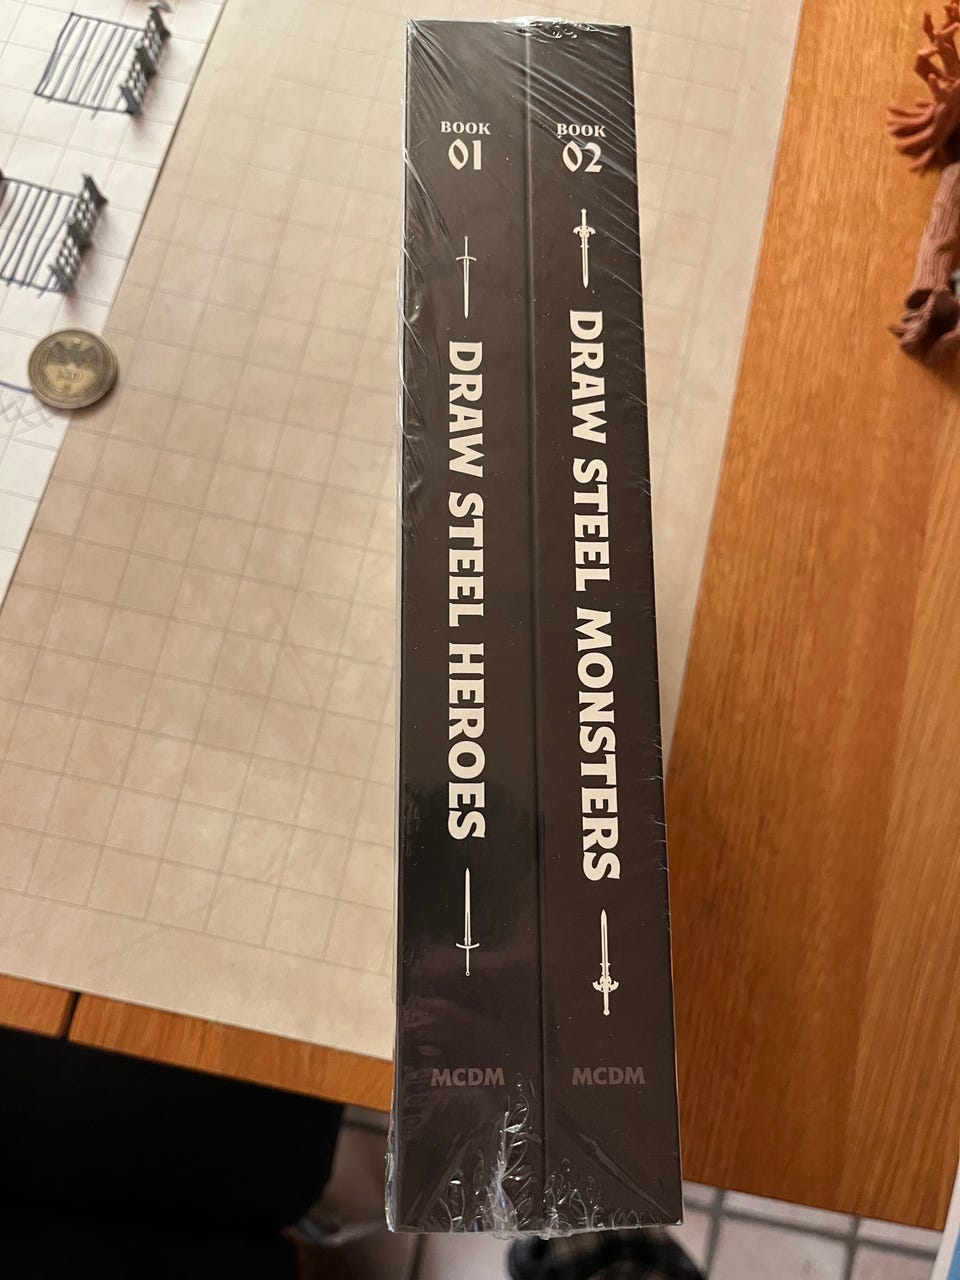 BOOK
01
DRAW STEEL HEROES
MCDM
BOOK
02
DRAW STEEL MONSTERS
MCDM